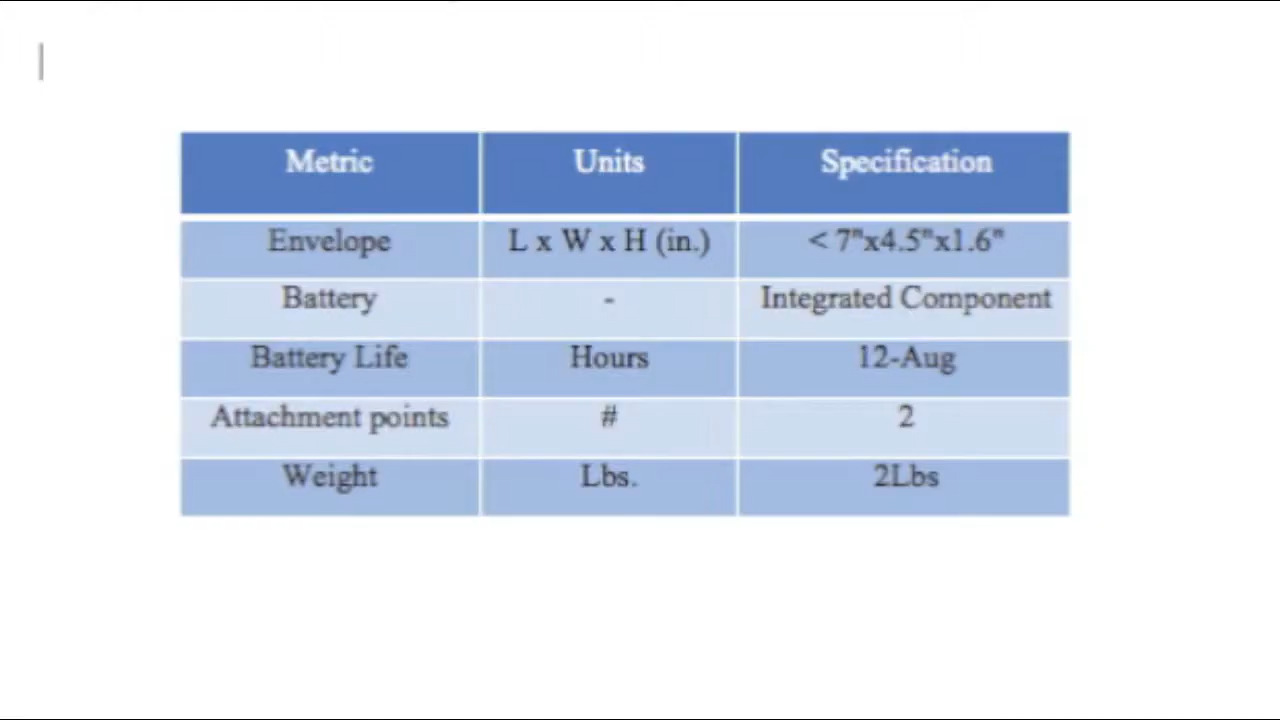 Metric Units Specification
Envelope L x W x H (in.) < 7"x4.5"x1.6"
Battery - Integrated Component
Battery Life Hours 12-Aug
Attachment points # 2
Weight Lbs. 2Lbs